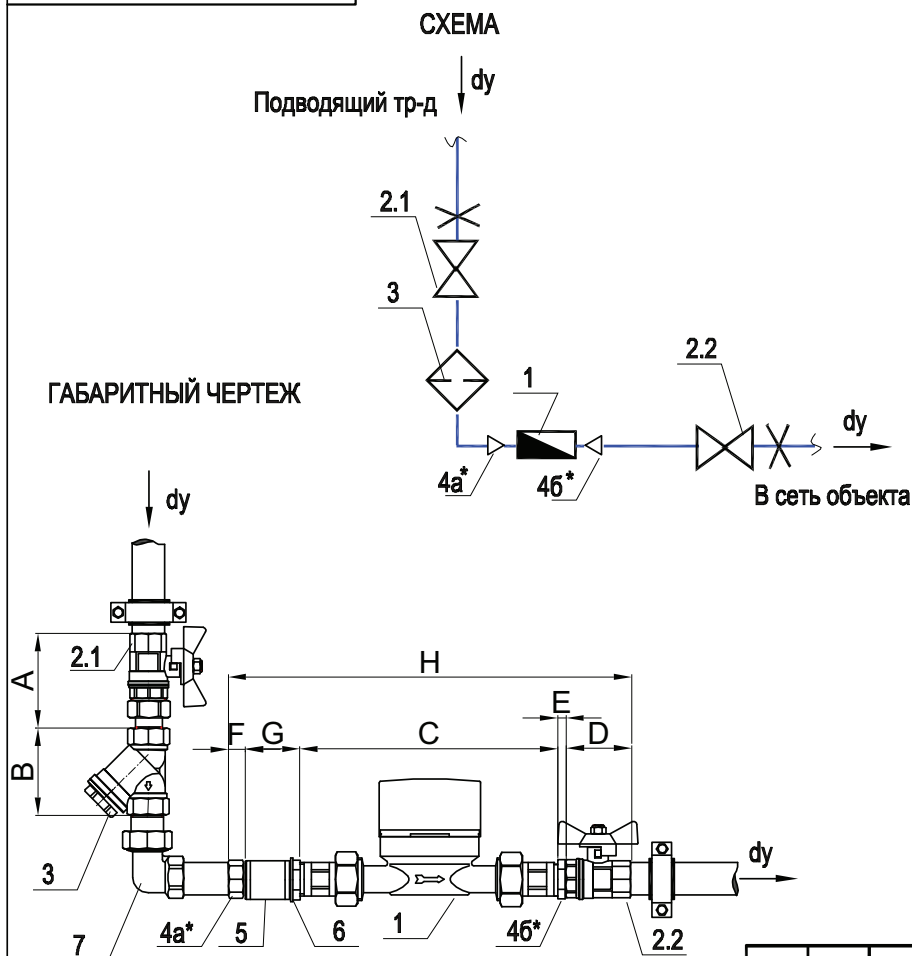 СХЕМА
dy
Подводящий тр-д
2.1
3
2.2
1
dy
4а*
4б*
В сеть объекта
ГАБАРИТНЫЙ ЧЕРТЕЖ
dy
2.1
A
H
E
F
G
C
D
B
3
dy
7
4а*
5
6
1
4б*
2.2